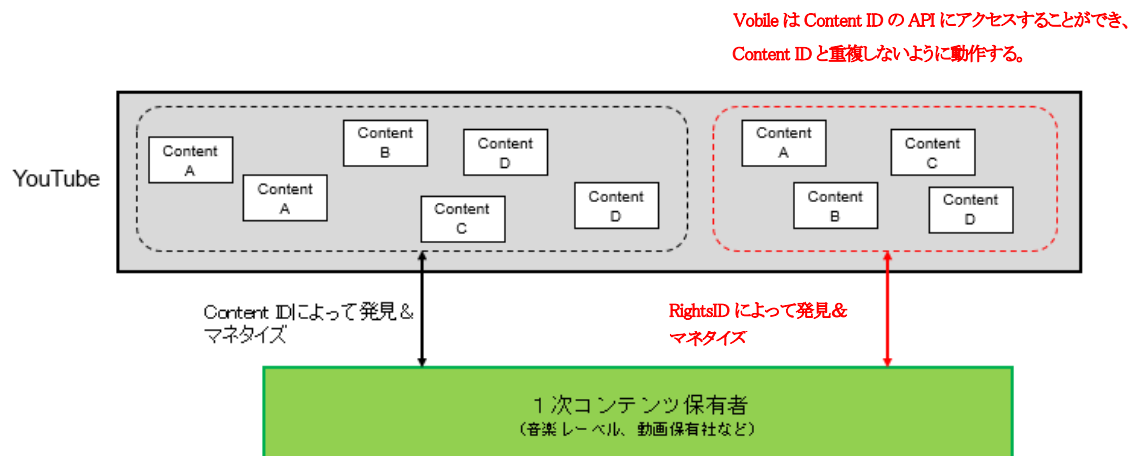 Vobile は Content ID の API にアクセスすることができ、
Content ID と重複しないように動作する。
YouTube
Content
A
Content
A
Content
B
Content
C
Content
D
Content
D
Content
A
Content
B
Content
C
Content
D
Content IDによって発見&
マネタイズ
RightsID によって発見&
マネタイズ
1次コンテンツ保有者
(音楽レーベル、動画保有社など)